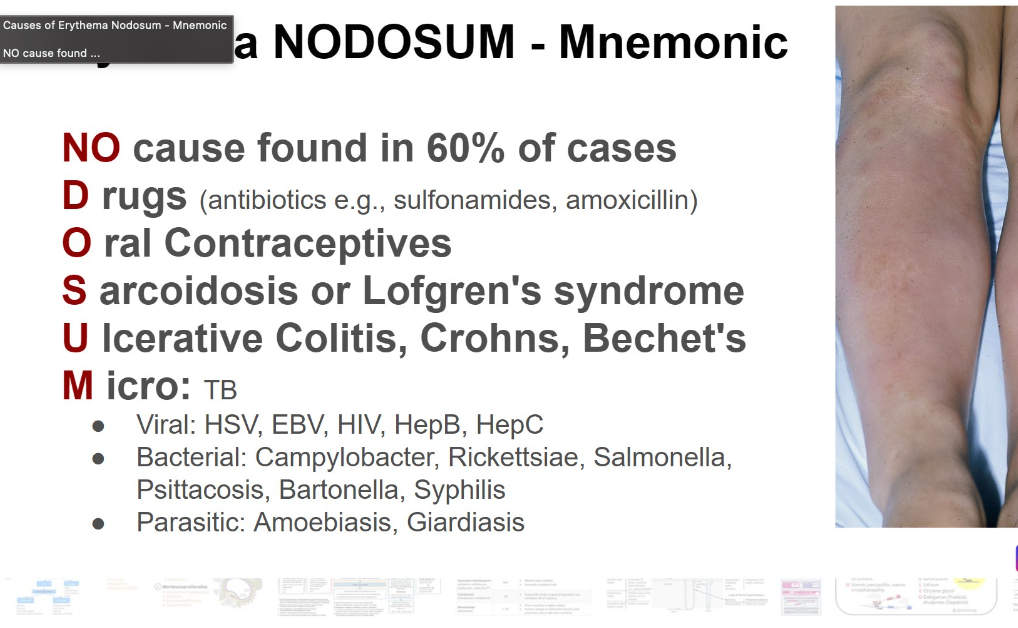 Causes of Erythema Nodosum - Mnemonic
NO cause found ...
a NODOSUM - Mnemonic
NO cause found in 60% of cases
D rugs (antibiotics e.g., sulfonamides, amoxicillin)
O ral Contraceptives
S arcoidosis or Lofgren's syndrome
U lcerative Colitis, Crohns, Bechet's
M icro: TB
● Viral: HSV, EBV, HIV, HepB, HepC
● Bacterial: Campylobacter, Rickettsiae, Salmonella,
Psittacosis, Bartonella, Syphilis
● Parasitic: Amoebiasis, Giardiasis